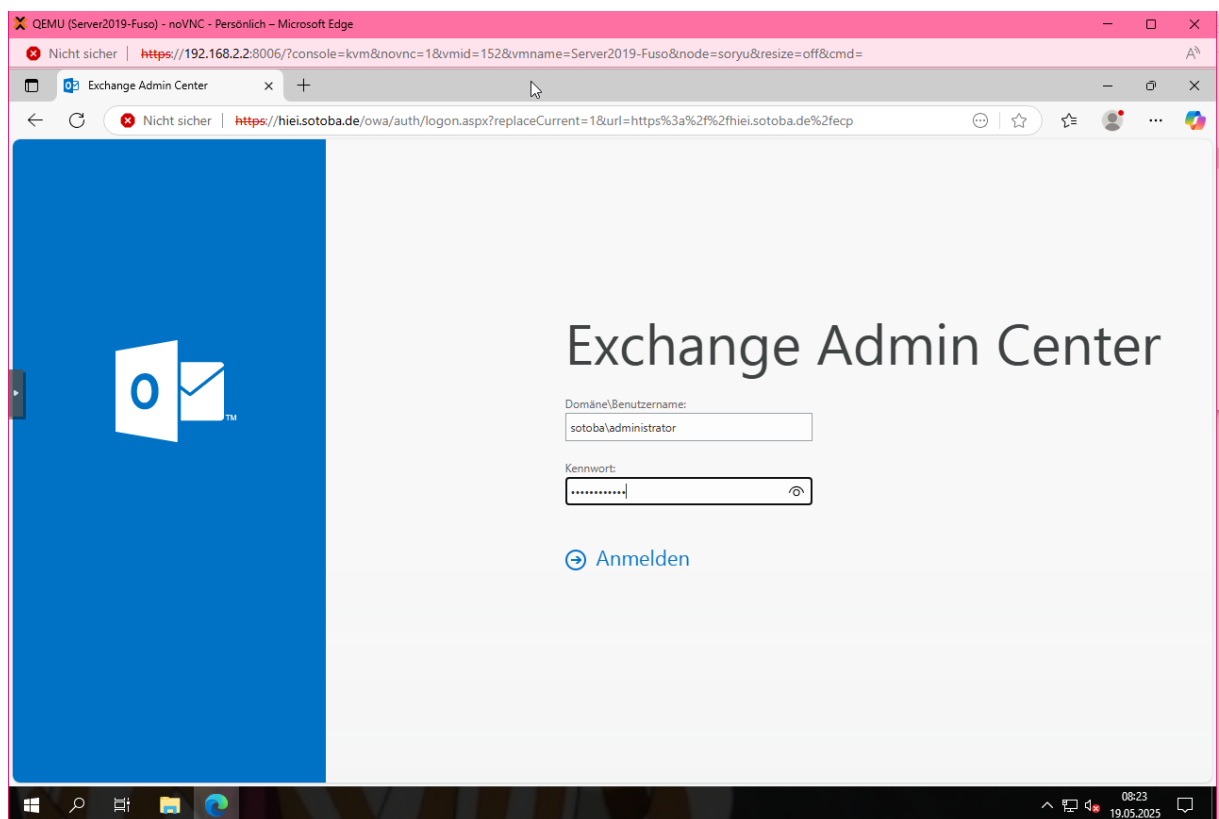 QEMU (Server2019-Fuso) - noVNC - Persönlich – Microsoft Edge
Nicht sicher | https://192.168.2.2:8006/?console=kvm&novnc=1&vmid=152&vmname=Server2019-Fuso&node=soryu&resize=off&cmd=
Exchange Admin Center
Nicht sicher | https://hiei.sotoba.de/owa/auth/logon.aspx?replaceCurrent=1&url=https%3a%2f%2fhiei.sotoba.de%2fecp
Exchange Admin Center
Domäne\Benutzername:
sotoba\administrator
Kennwort:
••••••••••••
Anmelden
O
TM
08:23
19.05.2025